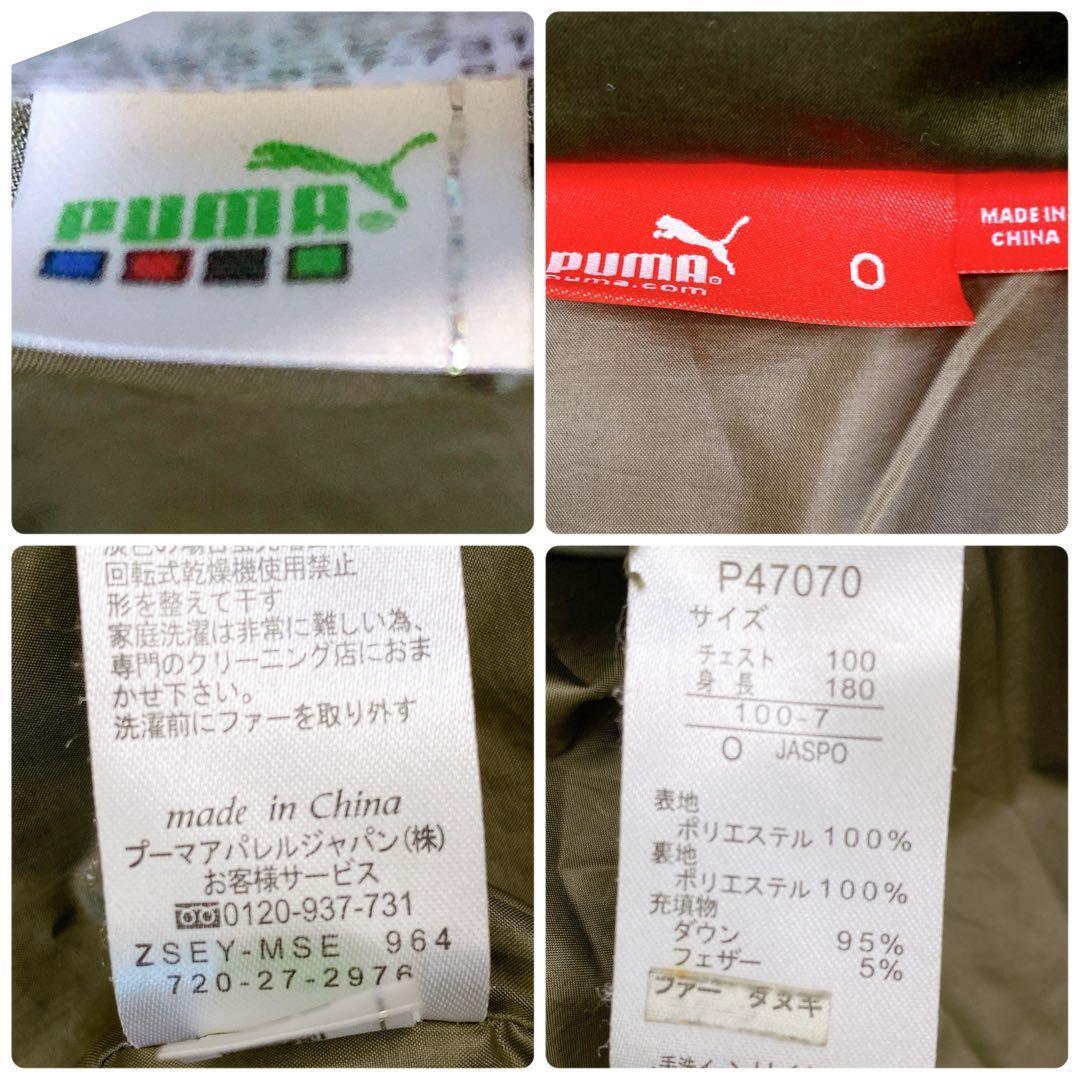 PUMA
PUMA
puma.com
O
MADE IN
CHINA
回転式乾燥機使用禁止
形を整えて干す
家庭洗濯は非常に難しい為、
専門のクリーニング店におま
かせ下さい。
洗濯前にファーを取り外す
made in China
プーマアパレルジャパン(株)
お客様サービス
0120-937-731
ZSEY-MSE 964
720-27-2976
P47070
サイズ
チェスト 100
身長 180
100-7
O JASPO
表地
ポリエステル 100%
裏地
ポリエステル 100%
充填物
ダウン 95%
フェザー 5%
ファー タヌキ